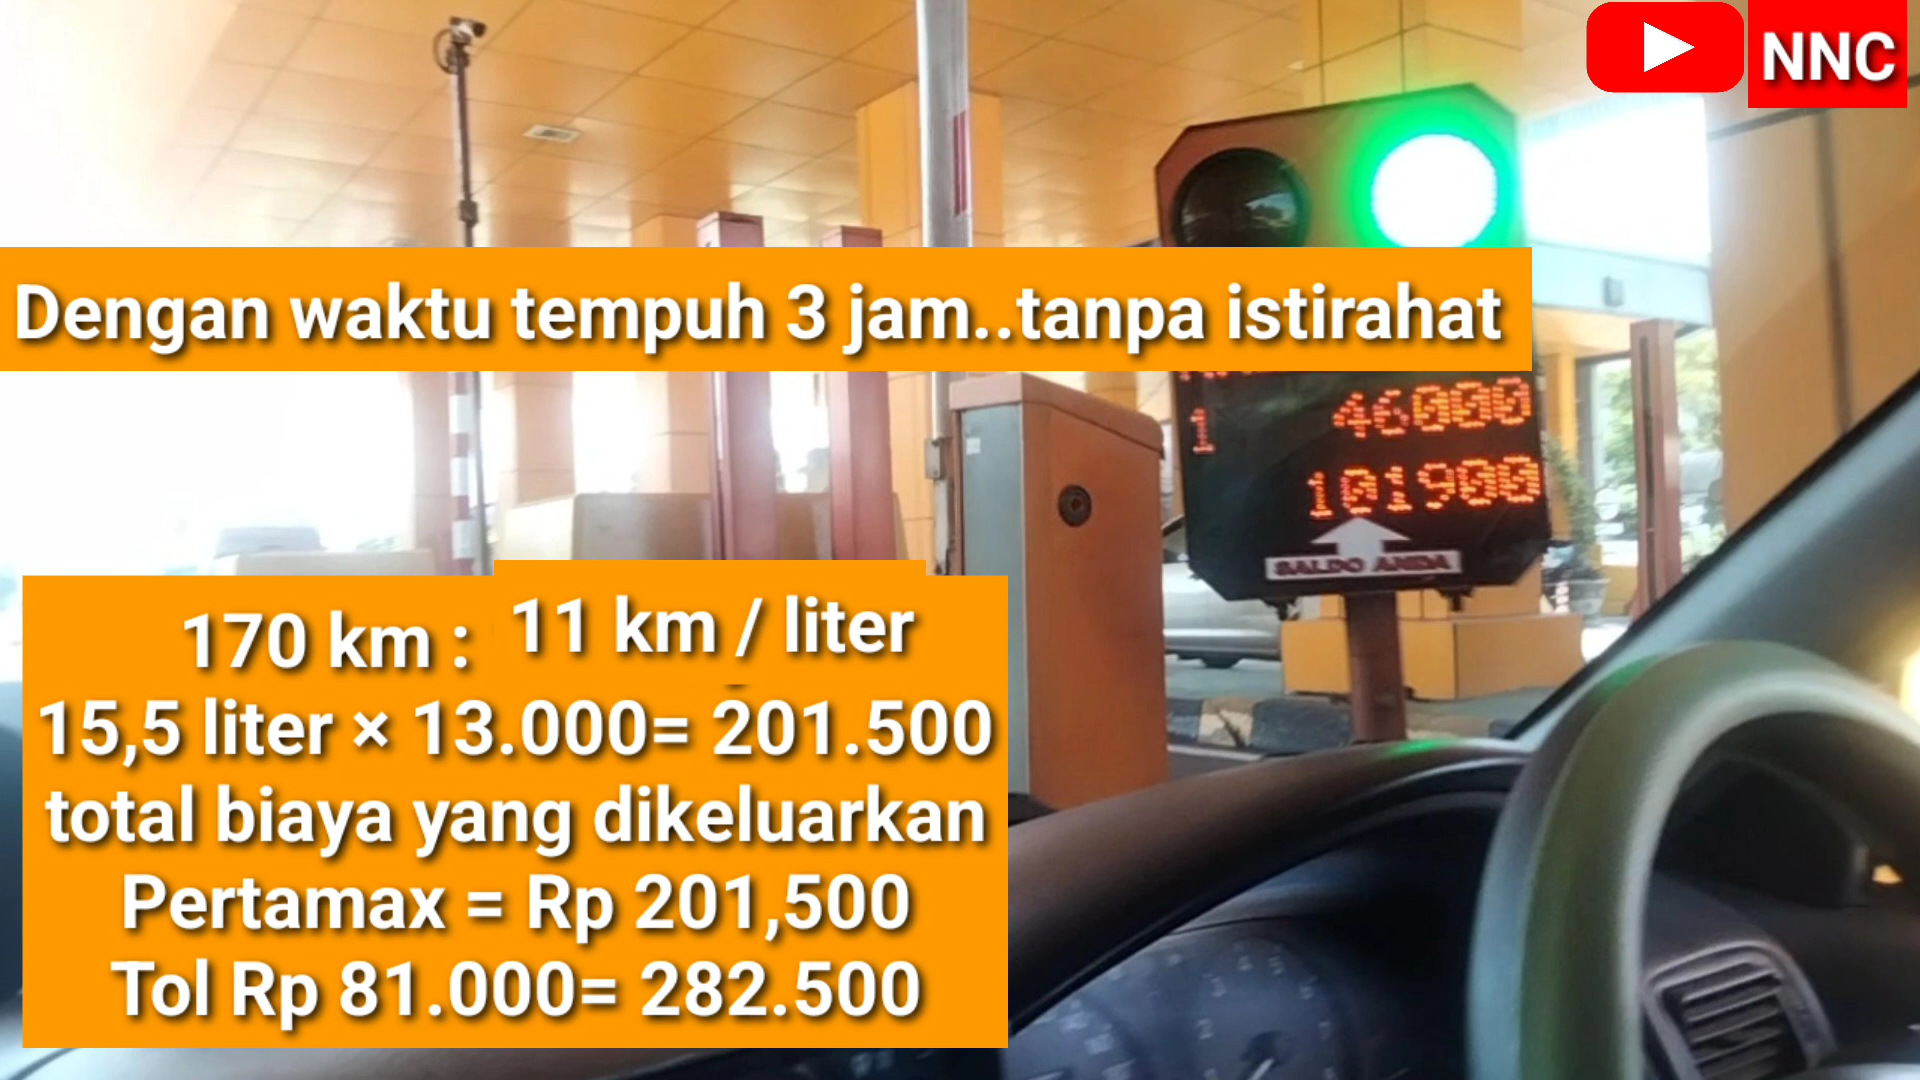 NNC
Dengan waktu tempuh 3 jam..tanpa istirahat
1 46000
101900
SALDO ANDA
170 km : 11 km / liter
15,5 liter × 13.000= 201.500
total biaya yang dikeluarkan
Pertamax = Rp 201,500
Tol Rp 81.000= 282.500